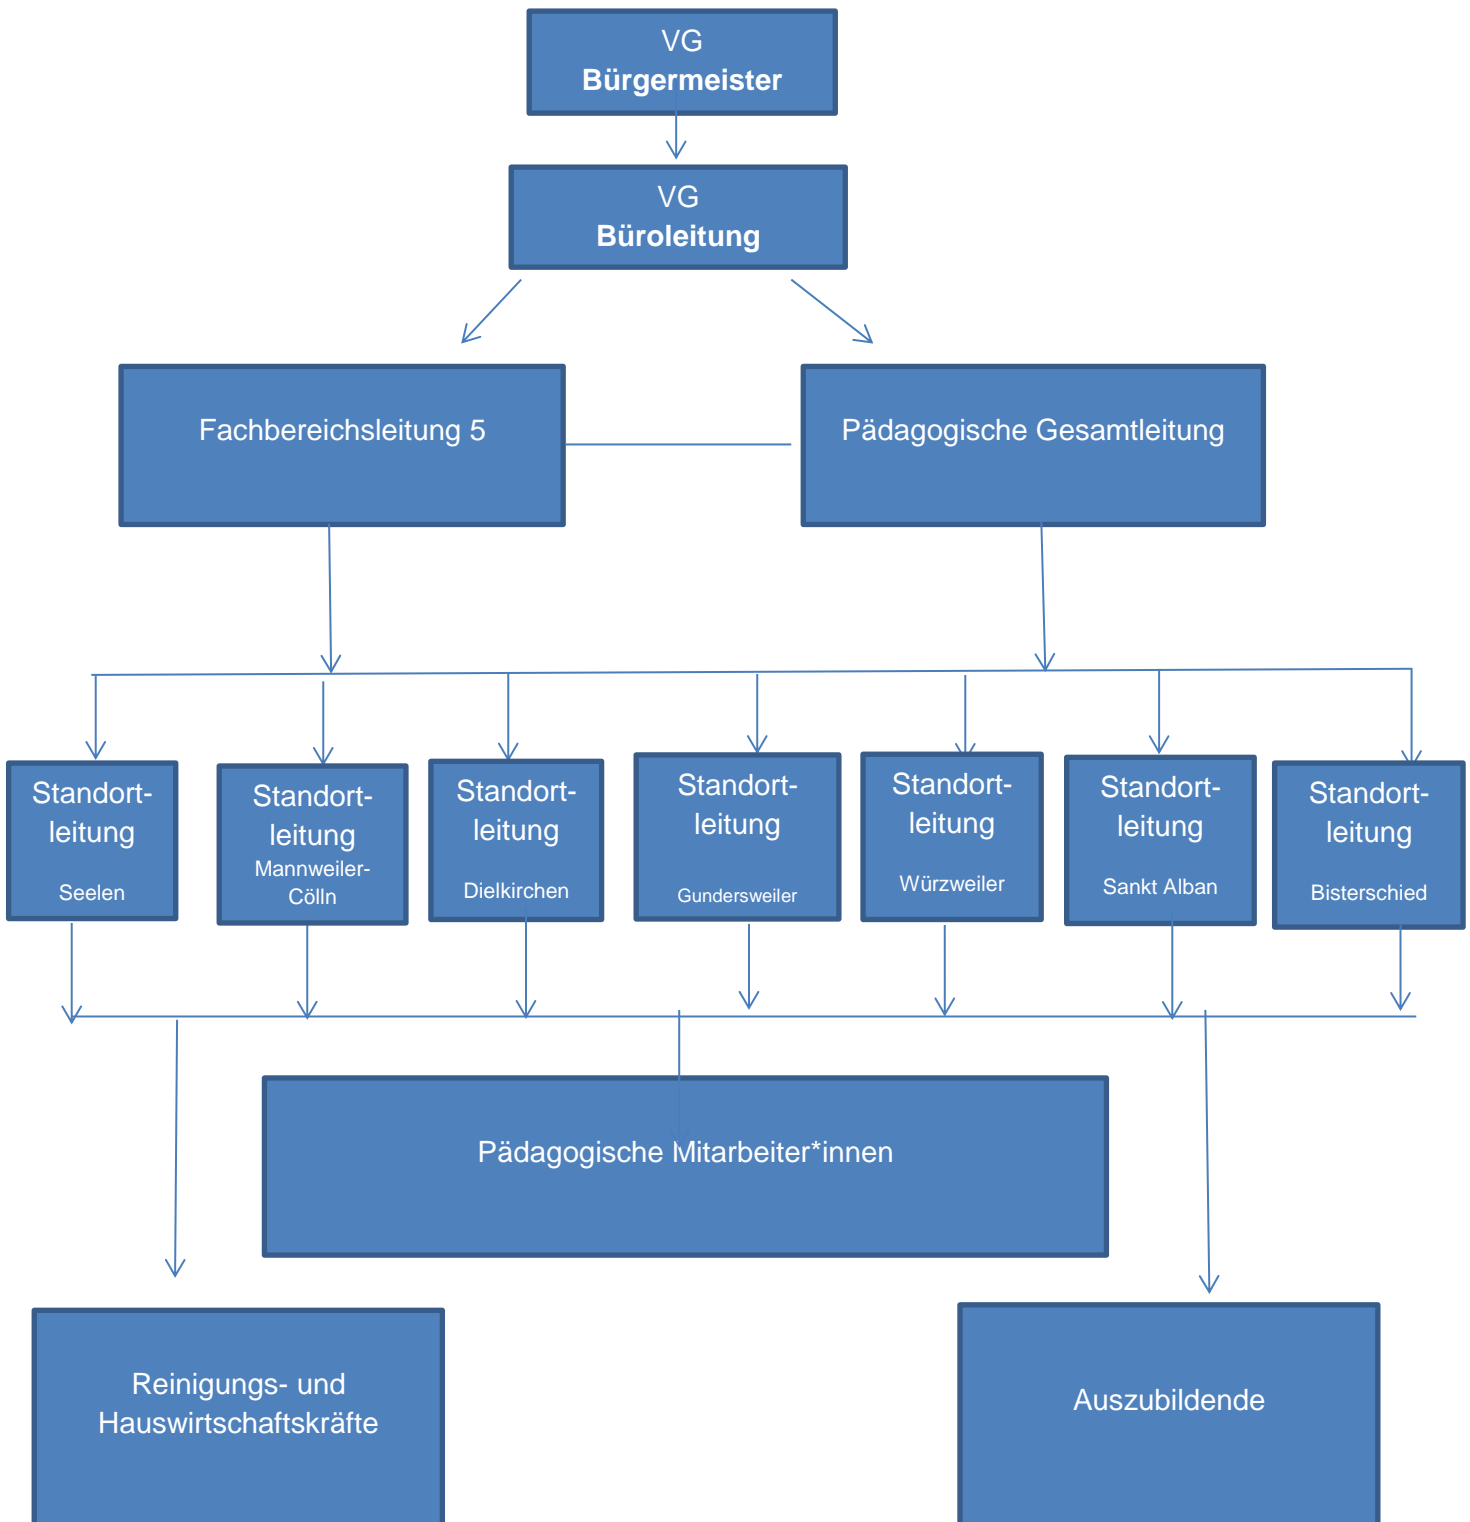 VG
Bürgermeister
VG
Büroleitung
Fachbereichsleitung 5
Pädagogische Gesamtleitung
Standort-
leitung
Seelen
Standort-
leitung
Mannweiler-
Cölln
Standort-
leitung
Dielkirchen
Standort-
leitung
Gundersweiler
Standort-
leitung
Würzweiler
Standort-
leitung
Sankt Alban
Standort-
leitung
Bisterschied
Pädagogische Mitarbeiter*innen
Reinigungs- und
Hauswirtschaftskräfte
Auszubildende